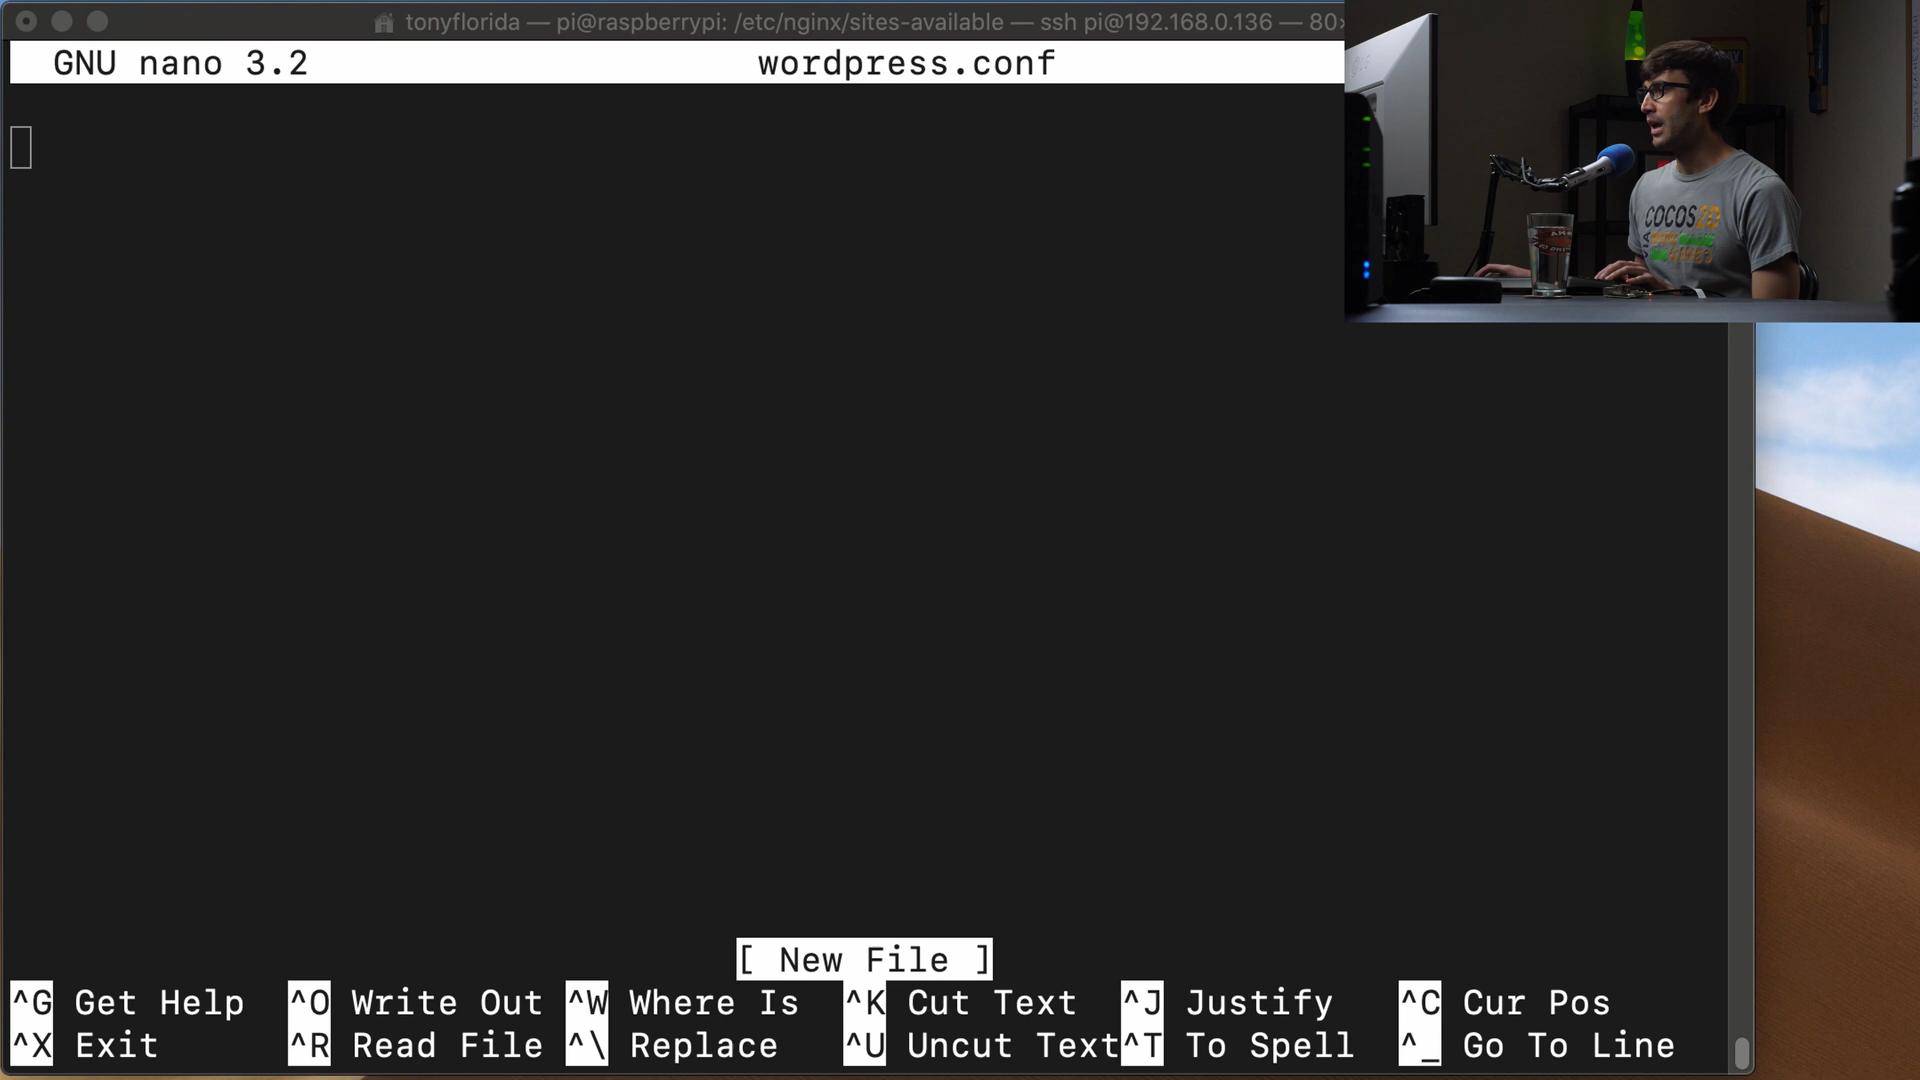 tonyflorida — pi@raspberrypi: /etc/nginx/sites-available — ssh pi@192.168.0.136 — 80
GNU nano 3.2 wordpress.conf
COCOS2D
VIA
[ New File ]
^G Get Help ^O Write Out ^W Where Is ^K Cut Text ^J Justify ^C Cur Pos
^X Exit ^R Read File ^\ Replace ^U Uncut Text ^T To Spell ^_ Go To Line